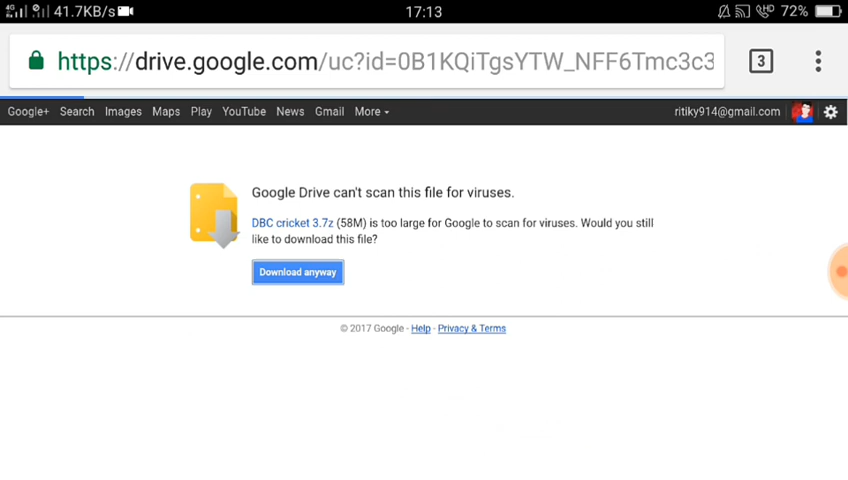 4G 41.7KB/s 17:13 HD 72%
https://drive.google.com/uc?id=0B1KQiTgsYTW_NFF6Tmc3c3 3
Google+ Search Images Maps Play YouTube News Gmail More ritiky914@gmail.com
Google Drive can't scan this file for viruses.
DBC cricket 3.7z (58M) is too large for Google to scan for viruses. Would you still
like to download this file?
Download anyway
© 2017 Google - Help - Privacy & Terms